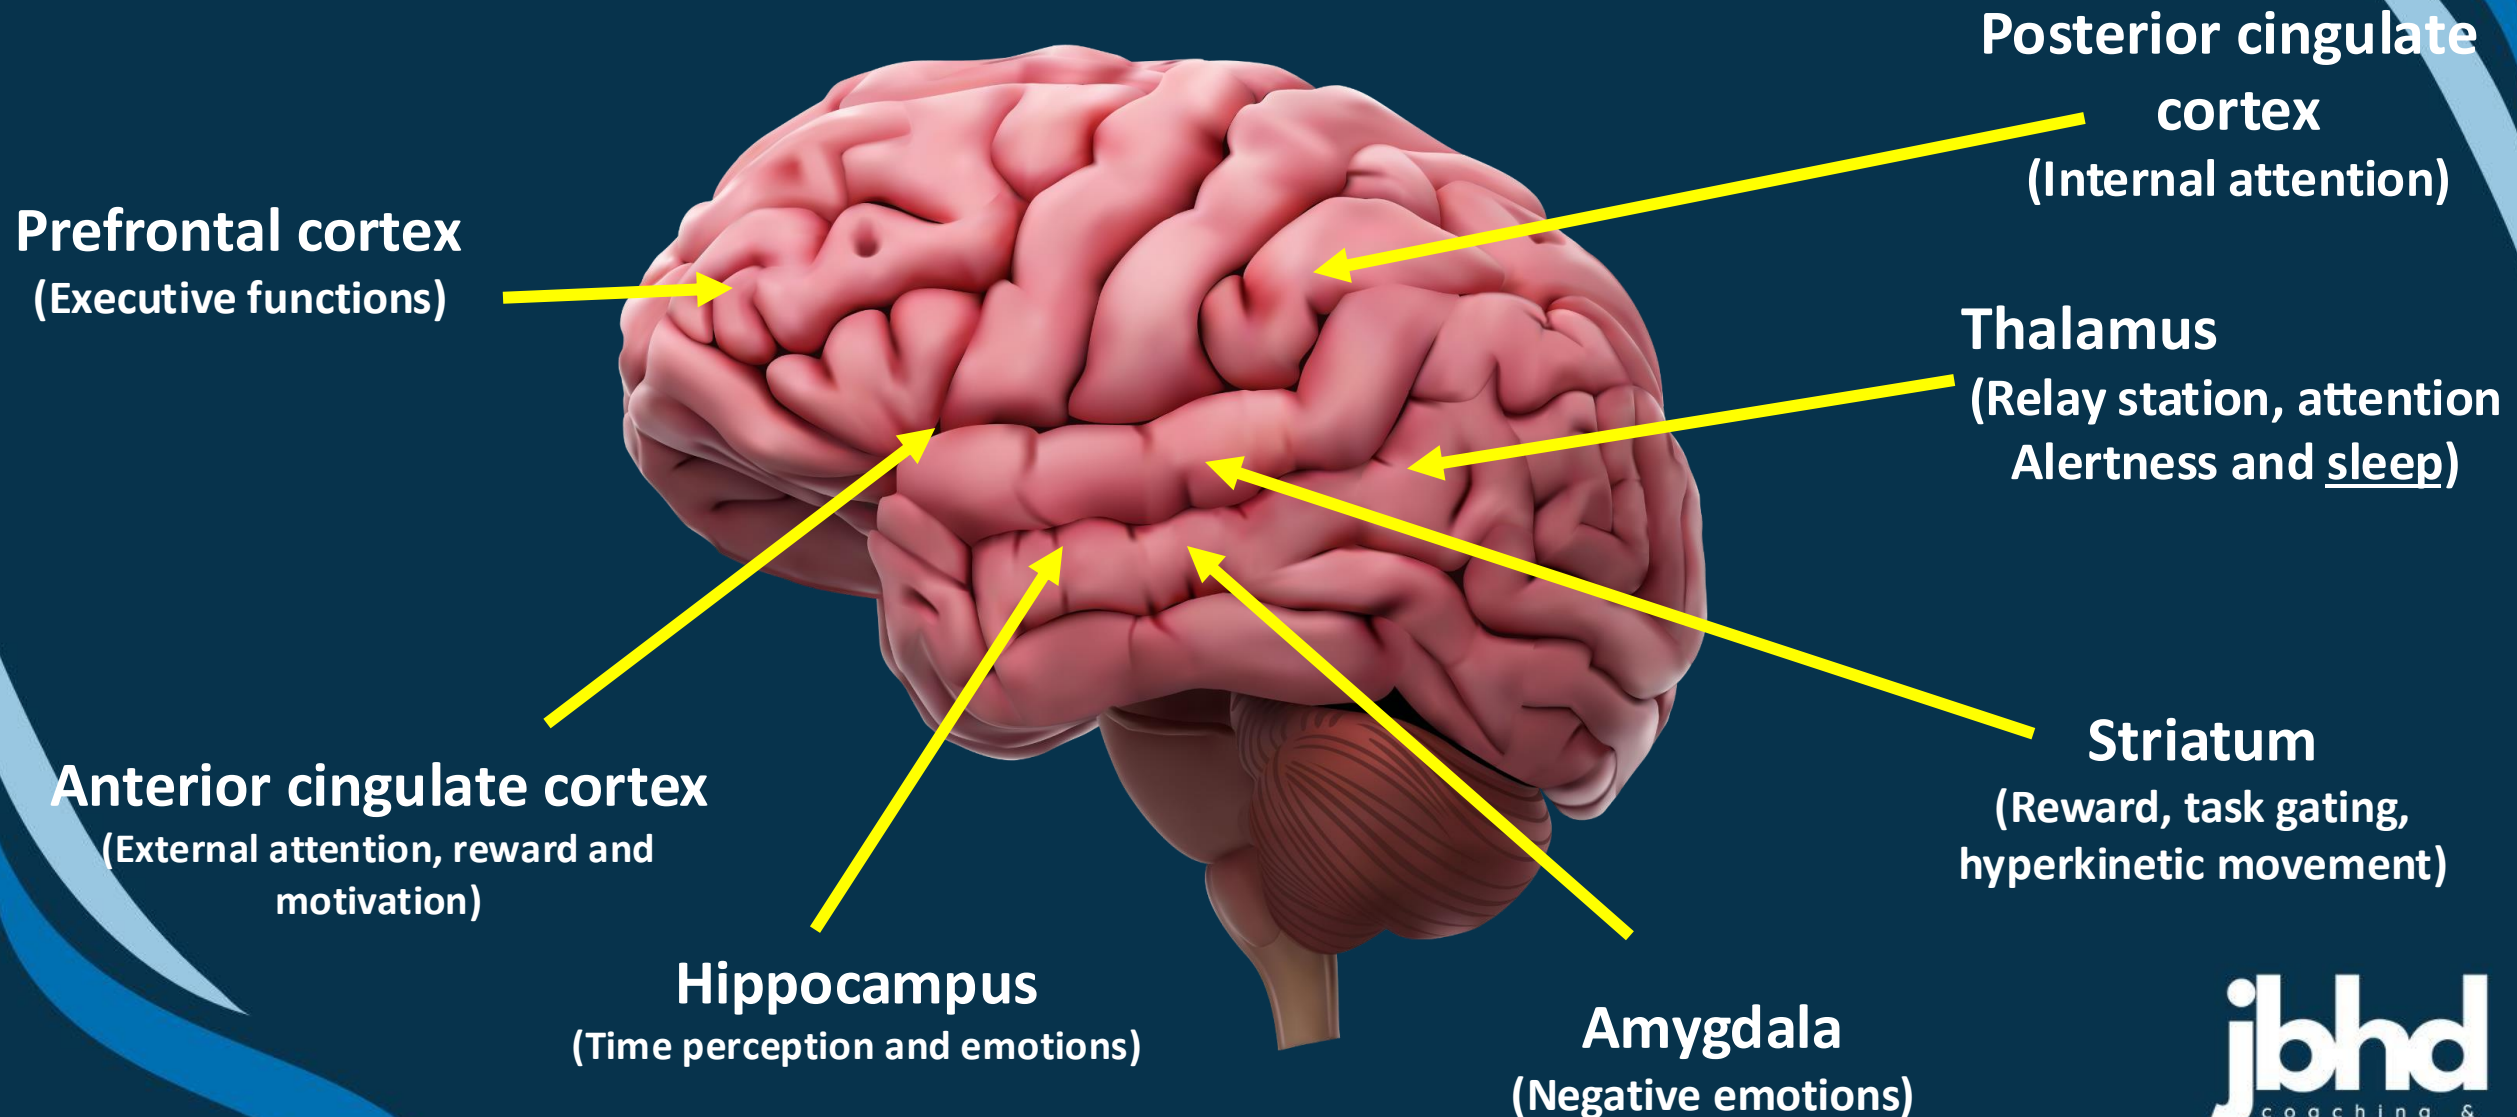 Posterior cingulate
cortex
(Internal attention)
Prefrontal cortex
(Executive functions)
Thalamus
(Relay station, attention
Alertness and sleep)
Anterior cingulate cortex
(External attention, reward and
motivation)
Striatum
(Reward, task gating,
hyperkinetic movement)
Hippocampus
(Time perception and emotions)
Amygdala
(Negative emotions)
jbhd
coaching &